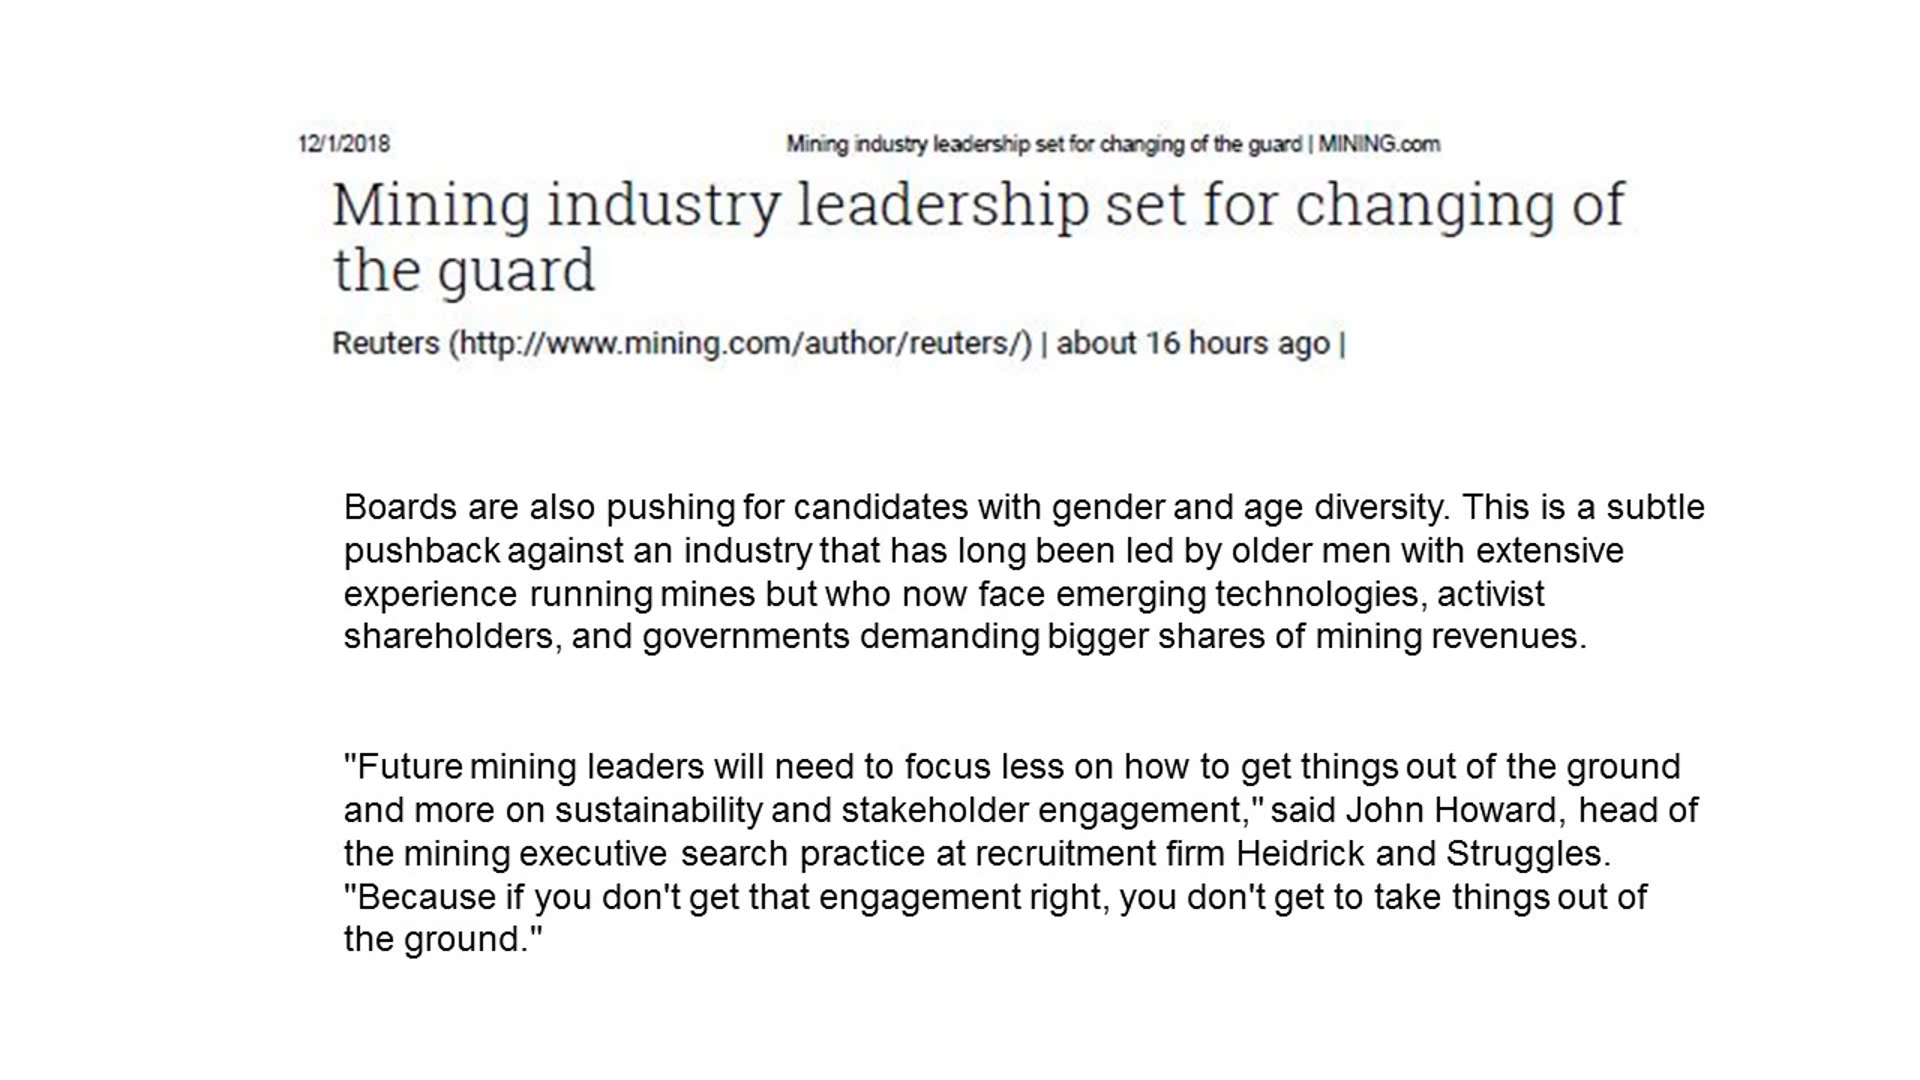 12/1/2018 Mining industry leadership set for changing of the guard | MINING.com
Mining industry leadership set for changing of
the guard
Reuters (http://www.mining.com/author/reuters/) | about 16 hours ago |
Boards are also pushing for candidates with gender and age diversity. This is a subtle
pushback against an industry that has long been led by older men with extensive
experience running mines but who now face emerging technologies, activist
shareholders, and governments demanding bigger shares of mining revenues.
"Future mining leaders will need to focus less on how to get things out of the ground
and more on sustainability and stakeholder engagement," said John Howard, head of
the mining executive search practice at recruitment firm Heidrick and Struggles.
"Because if you don't get that engagement right, you don't get to take things out of
the ground."